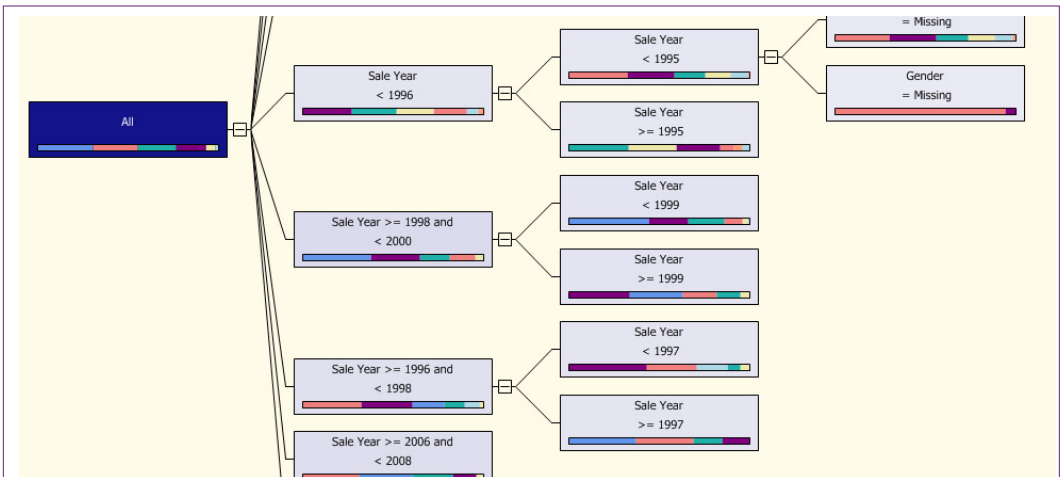 All
Sale Year
< 1996
Sale Year
< 1995
= Missing
Gender
= Missing
Sale Year
>= 1995
Sale Year >= 1998 and
< 2000
Sale Year
< 1999
Sale Year
>= 1999
Sale Year >= 1996 and
< 1998
Sale Year
< 1997
Sale Year
>= 1997
Sale Year >= 2006 and
< 2008